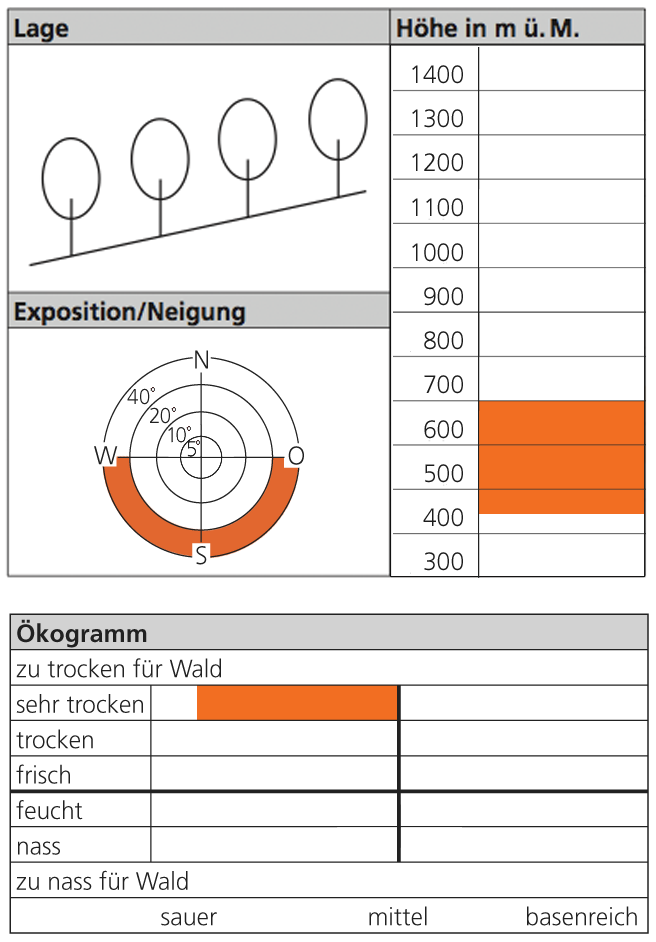 Lage
Höhe in m ü. M.
1400
1300
1200
1100
1000
900
800
700
600
500
400
300
Exposition/Neigung
N
40°
20°
10°
5°
W
O
S
Ökogramm
zu trocken für Wald
sehr trocken
trocken
frisch
feucht
nass
zu nass für Wald
sauer mittel basenreich